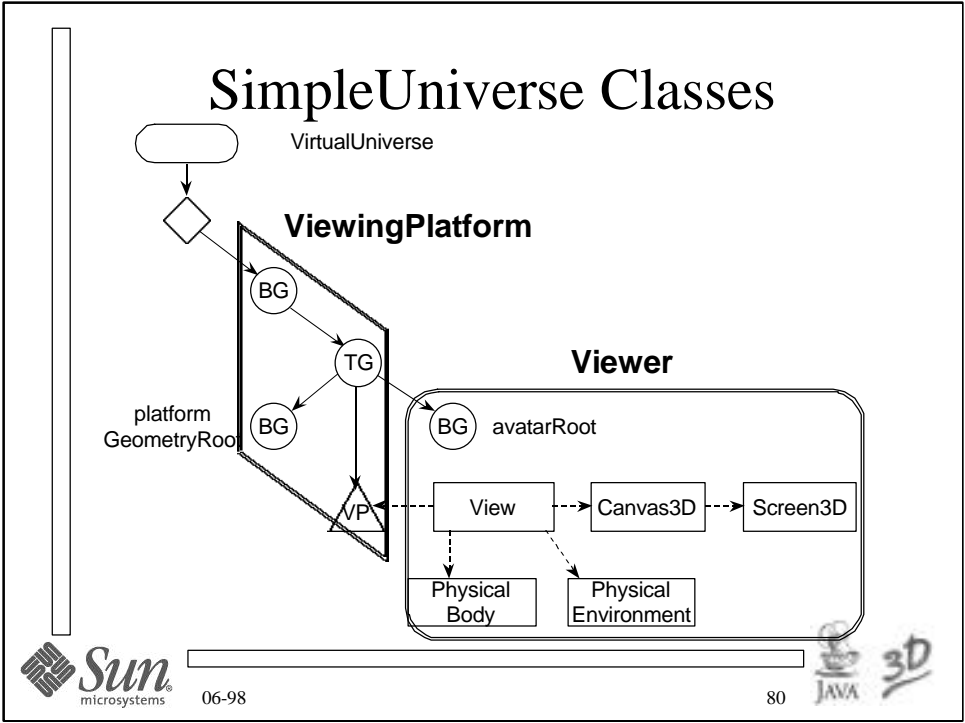 SimpleUniverse Classes
VirtualUniverse
ViewingPlatform
BG
TG
Viewer
platform
GeometryRoot
BG
BG
avatarRoot
VP
View
Canvas3D
Screen3D
Physical
Body
Physical
Environment
Sun
microsystems
06-98
80
JAVA
3D